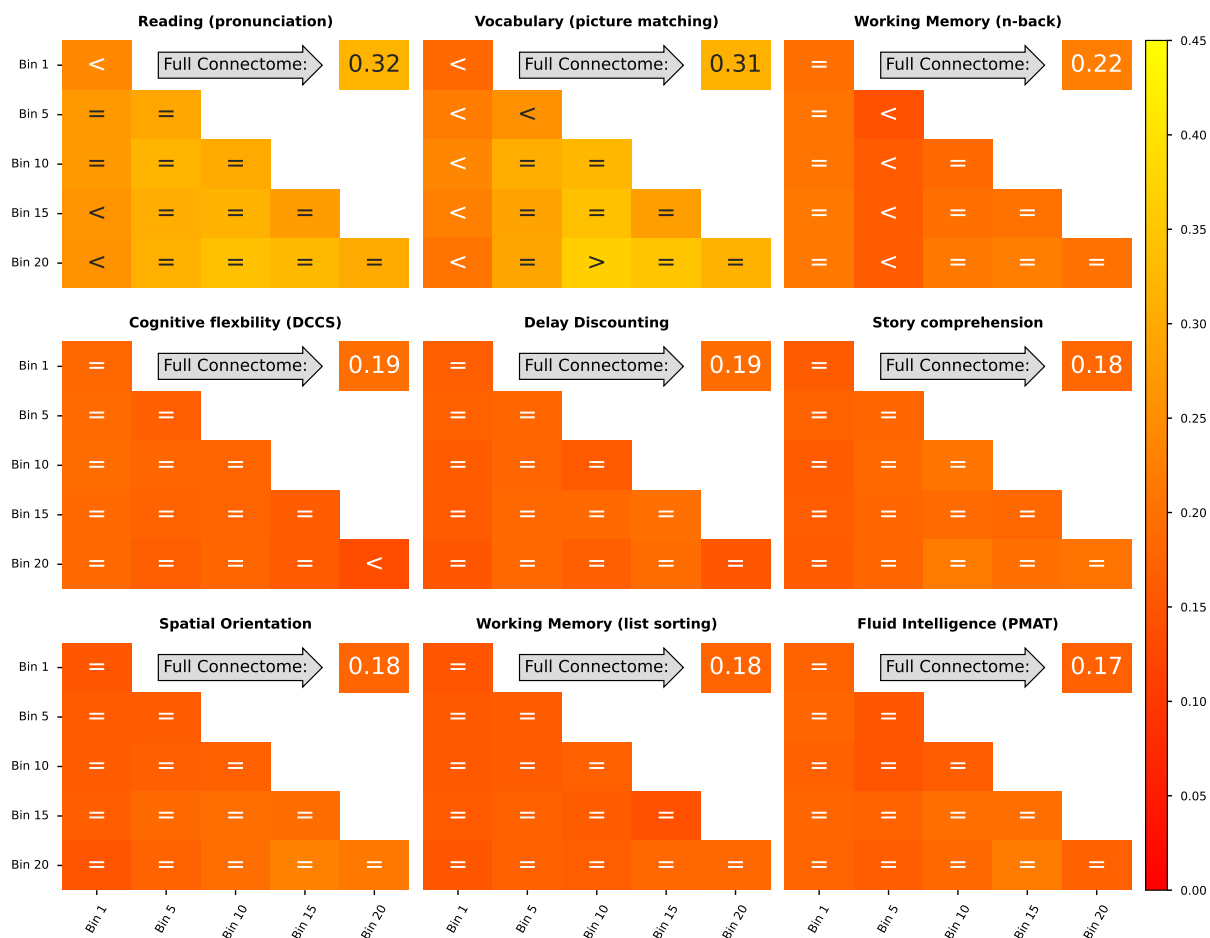 Reading (pronunciation) Vocabulary (picture matching) Working Memory (n-back)
Bin 1 < Full Connectome: 0.32 < Full Connectome: 0.31 = Full Connectome: 0.22 0.45
Bin 5 = = < < = <
0.40
Bin 10 = = = < = = = < =
0.35
Bin 15 < = = = < = = = = < = =
Bin 20 < = = = = < = > = = = < = = =
0.30
Cognitive flexbility (DCCS) Delay Discounting Story comprehension
Bin 1 = Full Connectome: 0.19 = Full Connectome: 0.19 = Full Connectome: 0.18
Bin 5 = = = = = =
0.25
Bin 10 = = = = = = = = =
0.20
Bin 15 = = = = = = = = = = = =
Bin 20 = = = = < = = = = = = = = = =
0.15
Spatial Orientation Working Memory (list sorting) Fluid Intelligence (PMAT)
Bin 1 = Full Connectome: 0.18 = Full Connectome: 0.18 = Full Connectome: 0.17
0.10
Bin 5 = = = = = =
Bin 10 = = = = = = = = =
0.05
Bin 15 = = = = = = = = = = = =
Bin 20 = = = = = = = = = = = = = = =
0.00
Bin 1 Bin 5 Bin 10 Bin 15 Bin 20 Bin 1 Bin 5 Bin 10 Bin 15 Bin 20 Bin 1 Bin 5 Bin 10 Bin 15 Bin 20